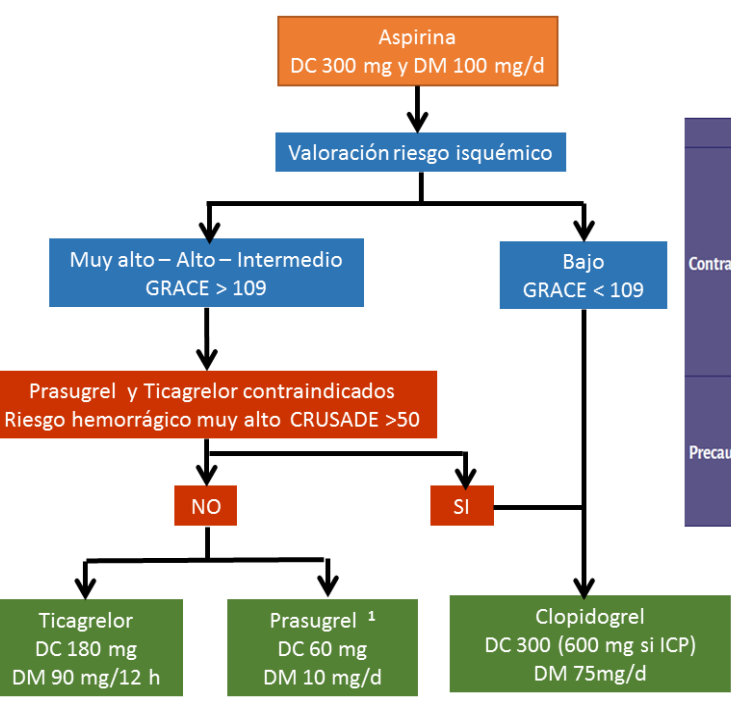 Aspirina
DC 300 mg y DM 100 mg/d
Valoración riesgo isquémico
Muy alto – Alto – Intermedio
GRACE > 109
Bajo
GRACE < 109
Contra
Prasugrel y Ticagrelor contraindicados
Riesgo hemorrágico muy alto CRUSADE >50
Precau
NO
SI
Ticagrelor
DC 180 mg
DM 90 mg/12 h
Prasugrel 1
DC 60 mg
DM 10 mg/d
Clopidogrel
DC 300 (600 mg si ICP)
DM 75mg/d